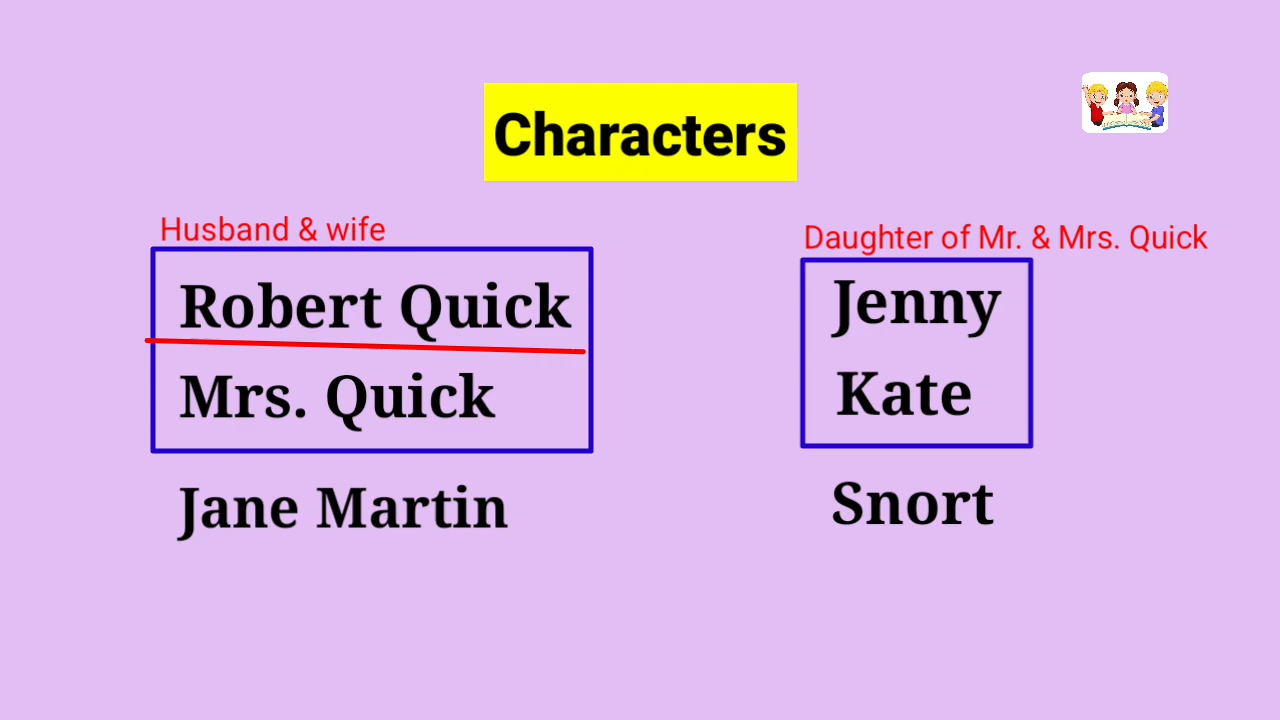 Characters
Husband & wife
Robert Quick
Mrs. Quick
Jane Martin
Daughter of Mr. & Mrs. Quick
Jenny
Kate
Snort